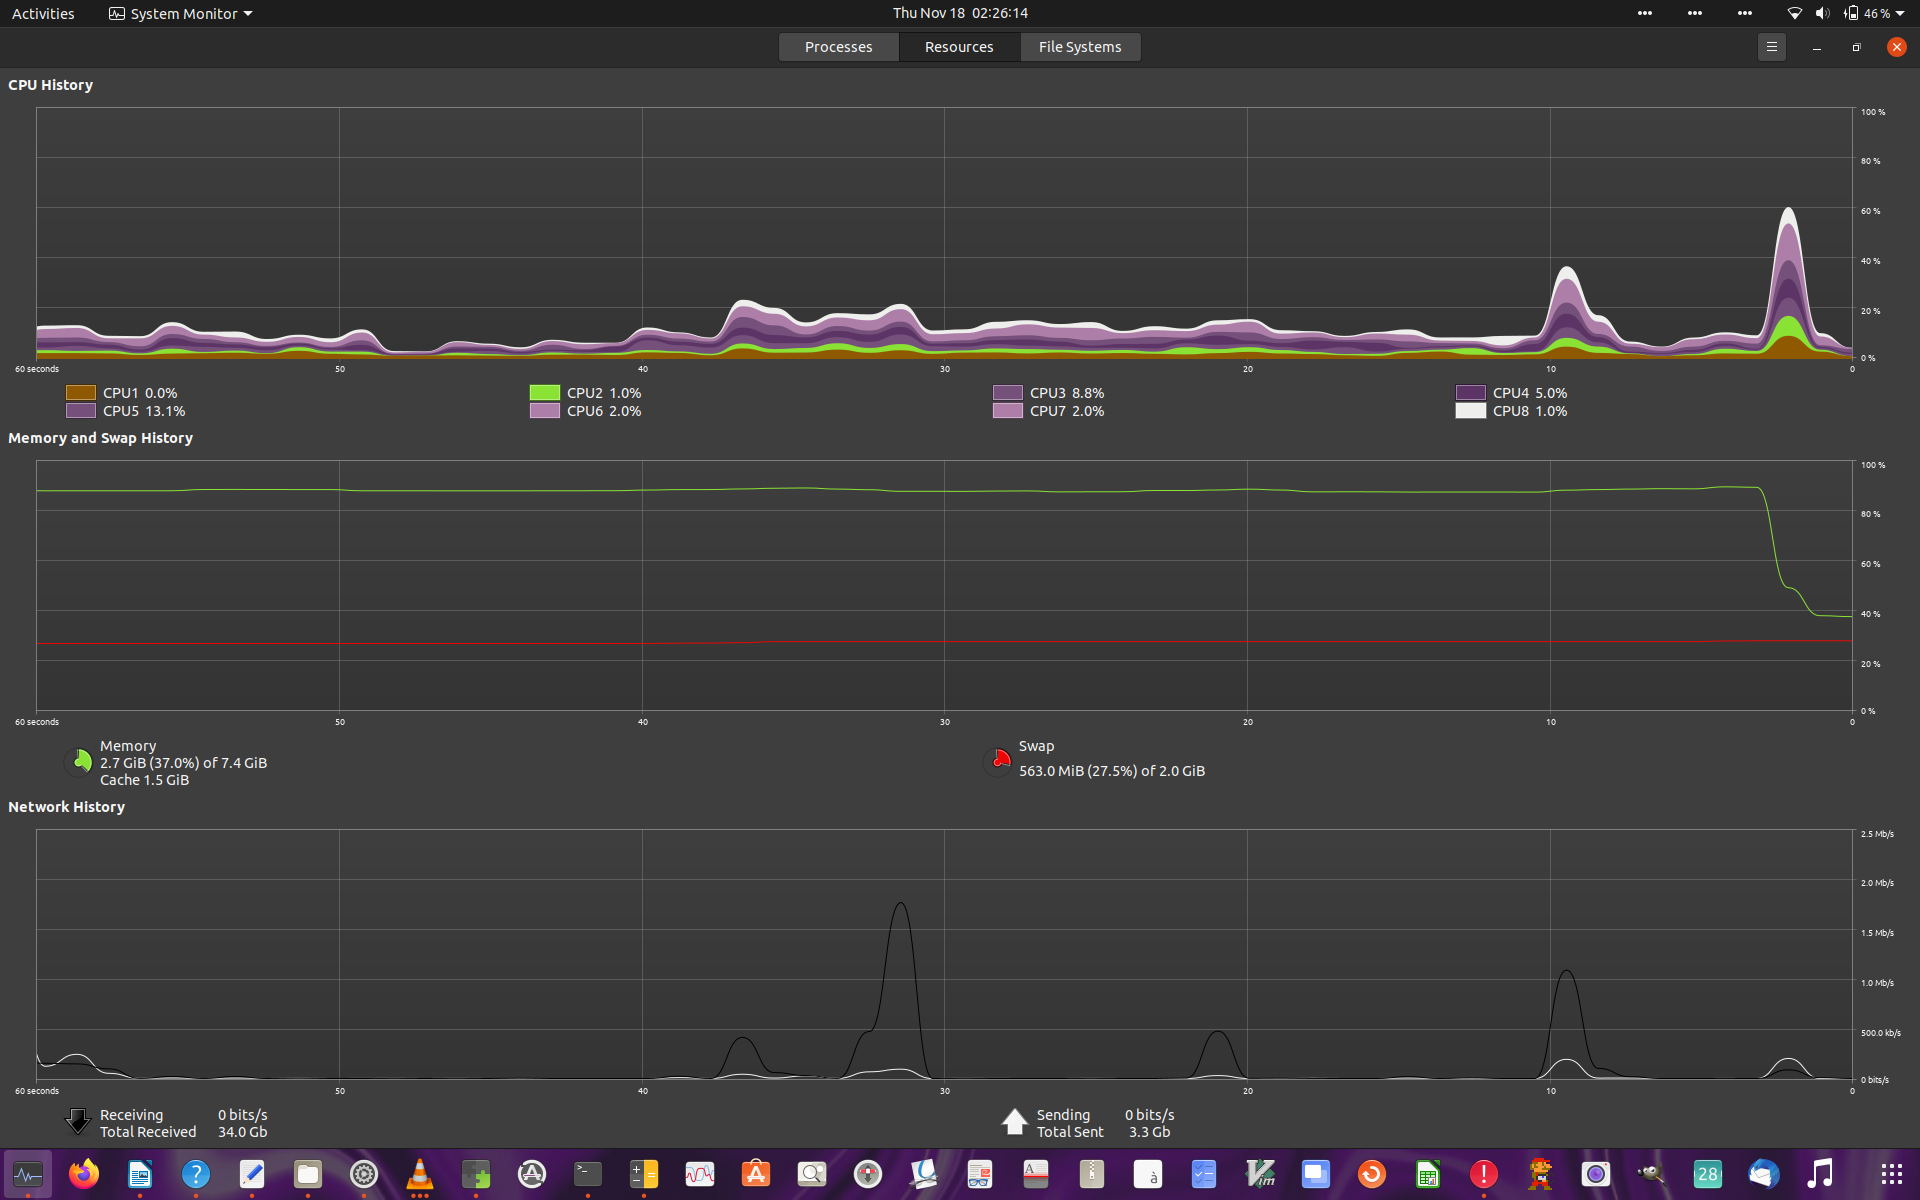 Activities System Monitor Thu Nov 18 02:26:14 46 %
Processes Resources File Systems
CPU History
100 %
80 %
60 %
40 %
20 %
0 %
60 seconds 50 40 30 20 10 0
CPU1 0.0% CPU2 1.0% CPU3 8.8% CPU4 5.0%
CPU5 13.1% CPU6 2.0% CPU7 2.0% CPU8 1.0%
Memory and Swap History
100 %
80 %
60 %
40 %
20 %
0 %
60 seconds 50 40 30 20 10 0
Memory
2.7 GiB (37.0%) of 7.4 GiB
Cache 1.5 GiB
Swap
563.0 MiB (27.5%) of 2.0 GiB
Network History
2.5 Mb/s
2.0 Mb/s
1.5 Mb/s
1.0 Mb/s
500.0 kb/s
0 bits/s
60 seconds 50 40 30 20 10 0
Receiving 0 bits/s
Total Received 34.0 Gb
Sending 0 bits/s
Total Sent 3.3 Gb
? >_ A à Vim ! 28